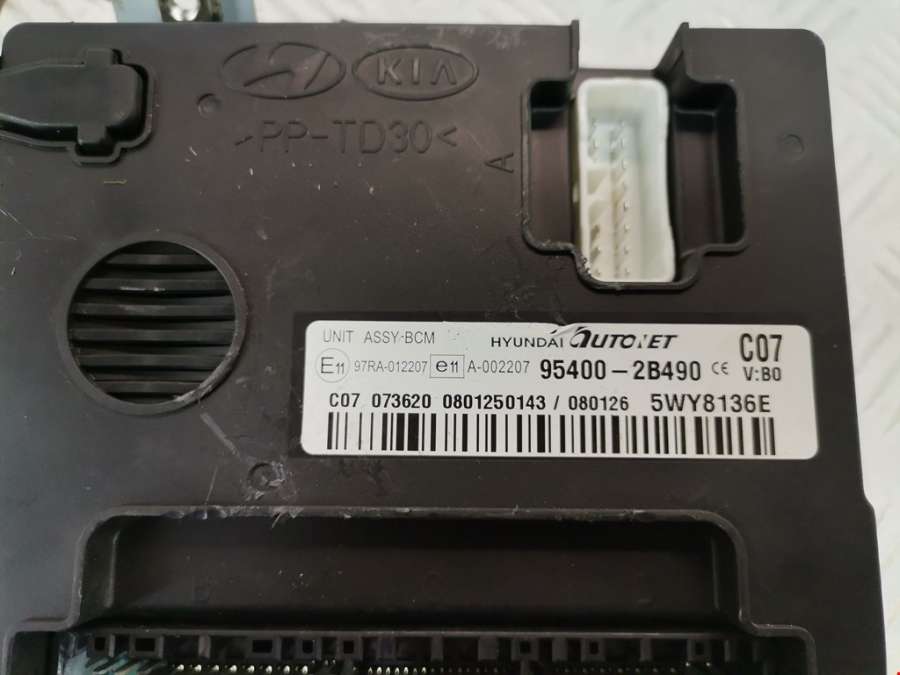 KIA
>PP-TD30<
A
UNIT ASSY-BCM HYUNDAI AUTONET C07
E11 97RA-012207 e11 A-002207 95400-2B490 CE V:B0
C07 073620 0801250143 / 080126 5WY8136E